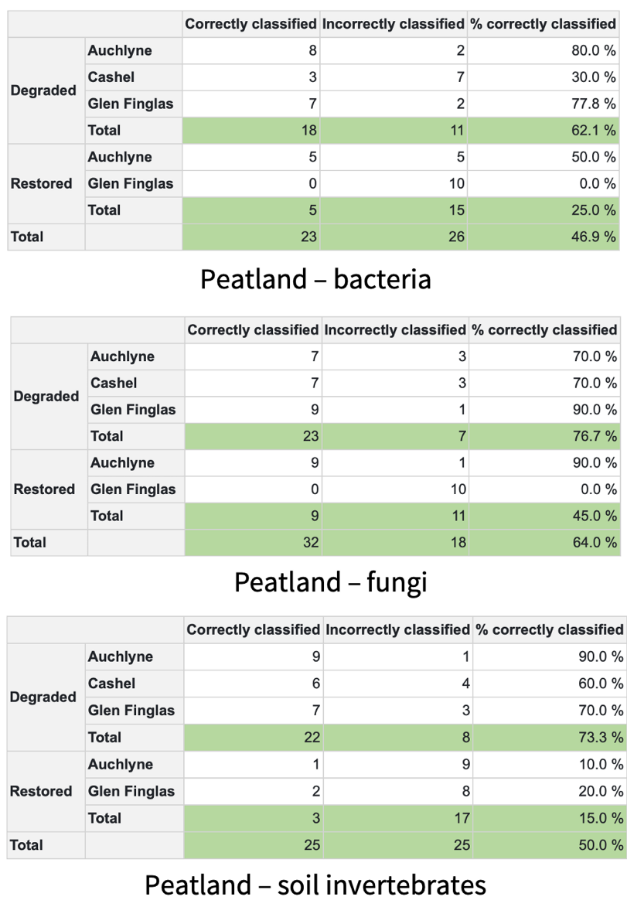 Correctly classified Incorrectly classified % correctly classified
Degraded Auchlyne 8 2 80.0 %
Cashel 3 7 30.0 %
Glen Finglas 7 2 77.8 %
Total 18 11 62.1 %
Restored Auchlyne 5 5 50.0 %
Glen Finglas 0 10 0.0 %
Total 5 15 25.0 %
Total 23 26 46.9 %
Peatland – bacteria
Correctly classified Incorrectly classified % correctly classified
Degraded Auchlyne 7 3 70.0 %
Cashel 7 3 70.0 %
Glen Finglas 9 1 90.0 %
Total 23 7 76.7 %
Restored Auchlyne 9 1 90.0 %
Glen Finglas 0 10 0.0 %
Total 9 11 45.0 %
Total 32 18 64.0 %
Peatland – fungi
Correctly classified Incorrectly classified % correctly classified
Degraded Auchlyne 9 1 90.0 %
Cashel 6 4 60.0 %
Glen Finglas 7 3 70.0 %
Total 22 8 73.3 %
Restored Auchlyne 1 9 10.0 %
Glen Finglas 2 8 20.0 %
Total 3 17 15.0 %
Total 25 25 50.0 %
Peatland – soil invertebrates